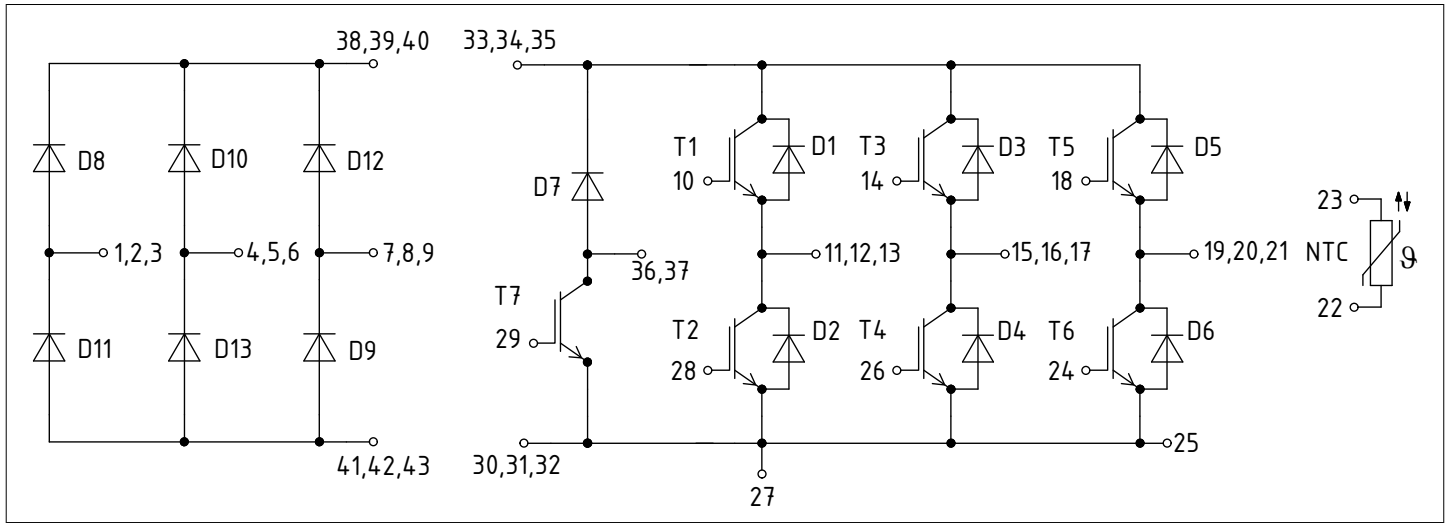 38,39,40 33,34,35
D8 D10 D12 T1 D1 T3 D3 T5 D5
10 14 18
D7
23
1,2,3 4,5,6 7,8,9 36,37 11,12,13 15,16,17 19,20,21 NTC ϑ
T7
22
D11 D13 D9 29 T2 D2 T4 D4 T6 D6
28 26 24
41,42,43 30,31,32 25
27